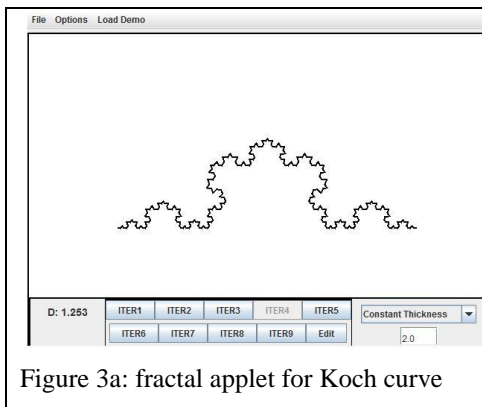 File Options Load Demo
D: 1.253
ITER1 ITER2 ITER3 ITER4 ITER5
Constant Thickness
ITER6 ITER7 ITER8 ITER9 Edit
2.0
Figure 3a: fractal applet for Koch curve